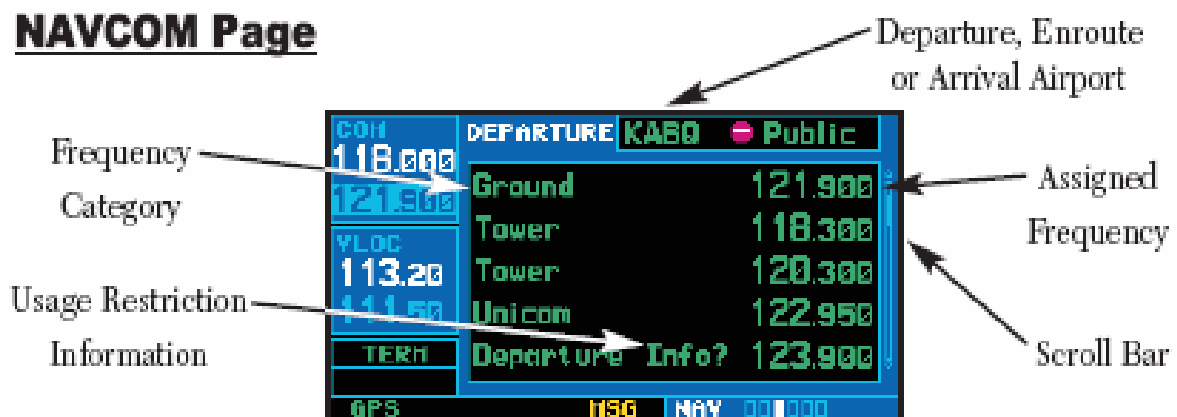 NAVCOM Page
Departure, Enroute
or Arrival Airport
Frequency
Category
Usage Restriction
Information
Assigned
Frequency
Scroll Bar
COM
118.000
121.900
VLOC
113.20
111.50
TERM
GPS
DEPARTURE KABQ Public
Ground 121.900
Tower 118.300
Tower 120.300
Unicom 122.950
Departure Info? 123.900
MSG NAV